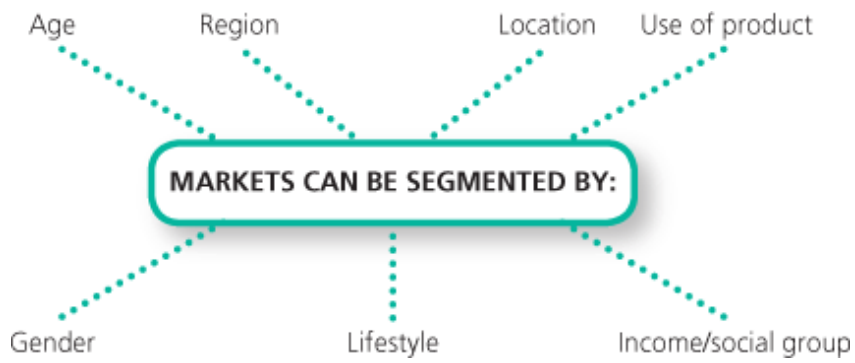 Age
Region
Location
Use of product
MARKETS CAN BE SEGMENTED BY:
Gender
Lifestyle
Income/social group